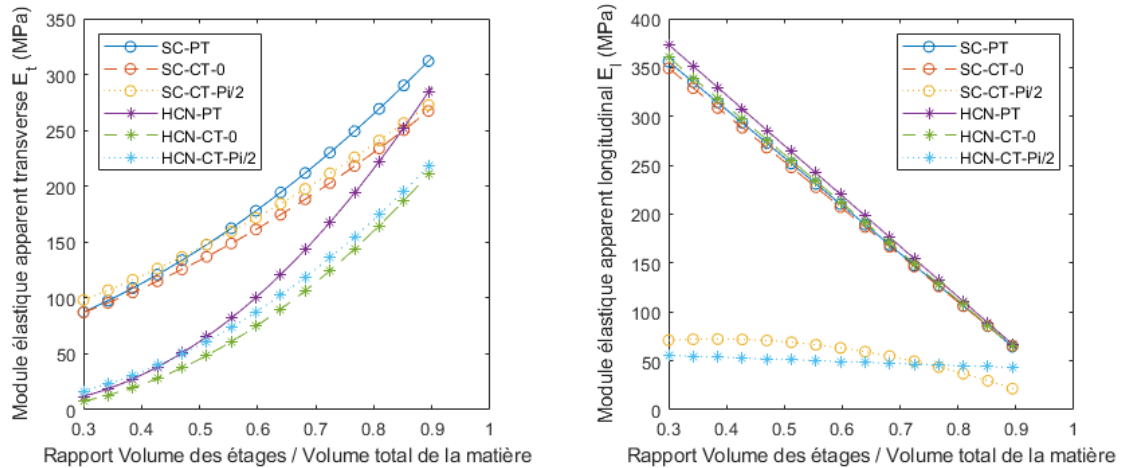 Module élastique apparent transverse E_t (MPa)
350
300
250
200
150
100
50
0
SC-PT
SC-CT-0
SC-CT-Pi/2
HCN-PT
HCN-CT-0
HCN-CT-Pi/2
0.3 0.4 0.5 0.6 0.7 0.8 0.9 1
Rapport Volume des étages / Volume total de la matière
Module élastique apparent longitudinal E_l (MPa)
400
350
300
250
200
150
100
50
0
SC-PT
SC-CT-0
SC-CT-Pi/2
HCN-PT
HCN-CT-0
HCN-CT-Pi/2
0.3 0.4 0.5 0.6 0.7 0.8 0.9 1
Rapport Volume des étages / Volume total de la matière